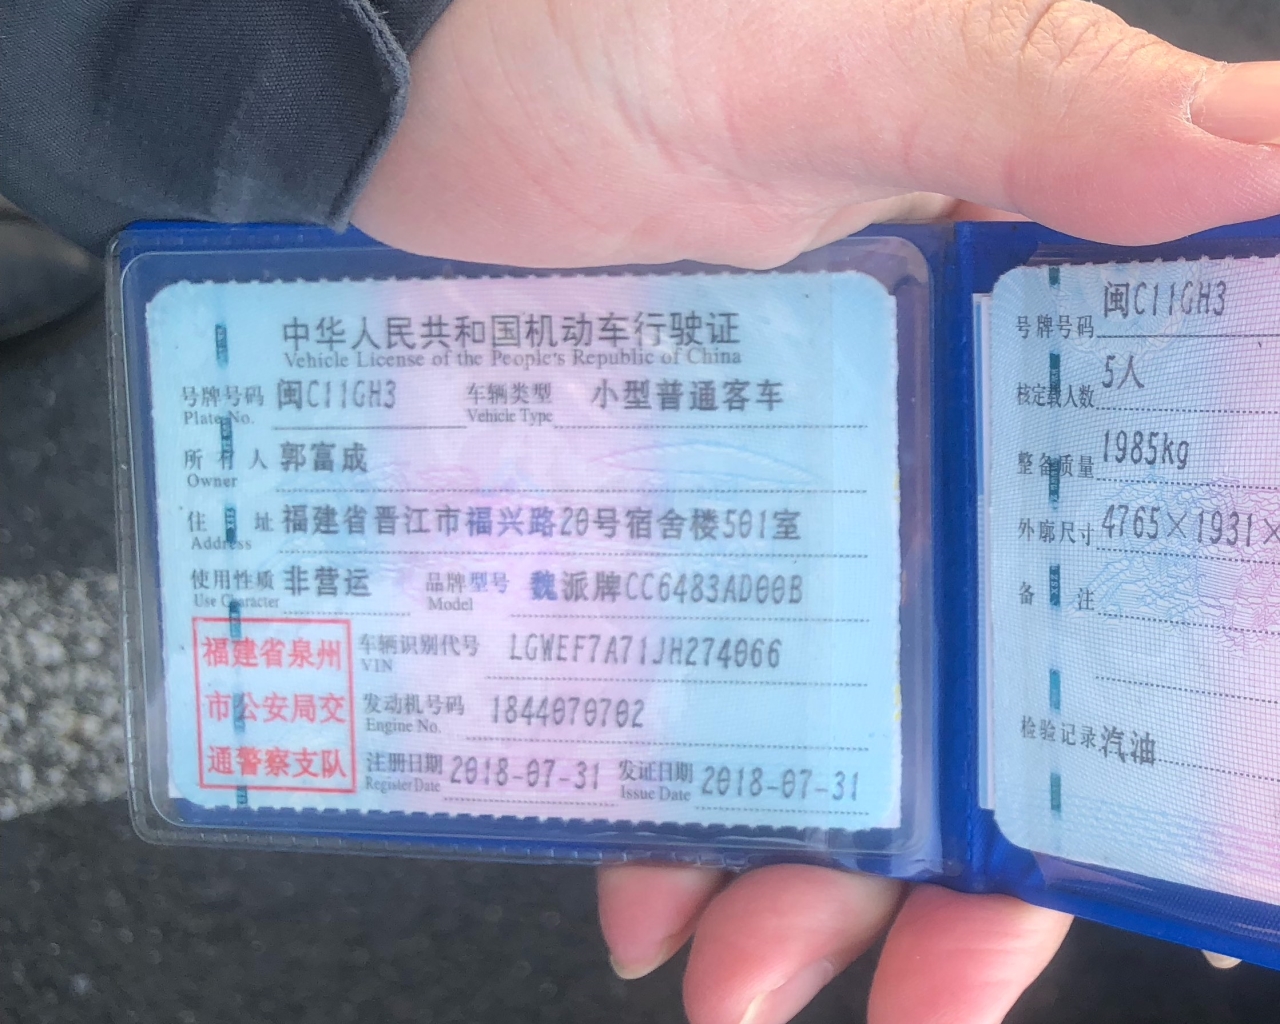 中华人民共和国机动车行驶证
Vehicle License of the People's Republic of China
号牌号码 闽C11GH3 车辆类型 小型普通客车
Plate No. Vehicle Type
所有人 郭富成
Owner
住址 福建省晋江市福兴路20号宿舍楼501室
Address
使用性质 非营运 品牌型号 魏派牌CC6483AD00B
Use Character Model
福建省泉州
市公安局交
通警察支队
车辆识别代号 LGWEF7A71JH274066
VIN
发动机号码 1844070702
Engine No.
注册日期 2018-07-31 发证日期 2018-07-31
Register Date Issue Date
号牌号码 闽C11GH3
核定载人数 5人
整备质量 1985kg
外廓尺寸 4765×1931×
备注
检验记录 汽油